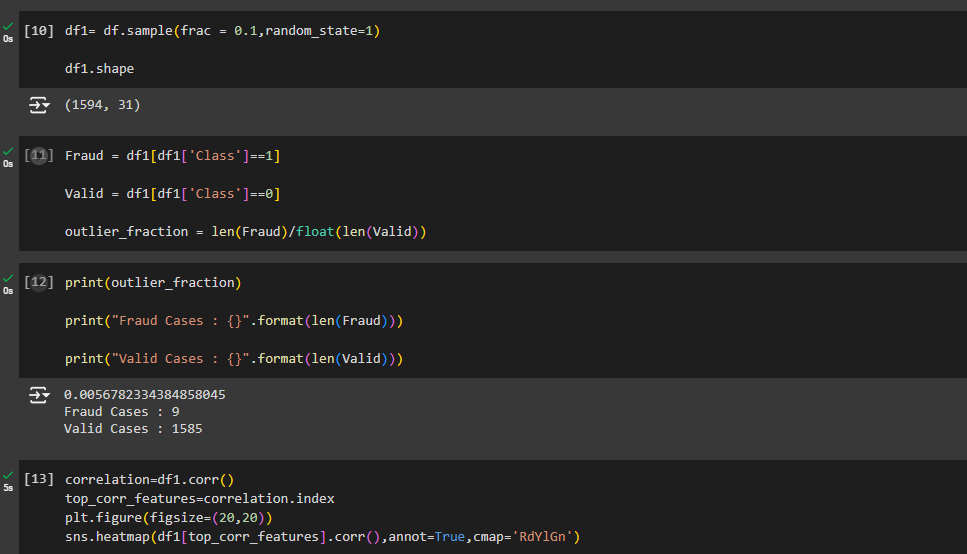 [10] df1= df.sample(frac = 0.1,random_state=1)
0s
df1.shape
(1594, 31)
[11] Fraud = df1[df1['Class']==1]
0s
Valid = df1[df1['Class']==0]
outlier_fraction = len(Fraud)/float(len(Valid))
[12] print(outlier_fraction)
0s
print("Fraud Cases : {}".format(len(Fraud)))
print("Valid Cases : {}".format(len(Valid)))
0.0056782334384858045
Fraud Cases : 9
Valid Cases : 1585
[13] correlation=df1.corr()
5s
top_corr_features=correlation.index
plt.figure(figsize=(20,20))
sns.heatmap(df1[top_corr_features].corr(),annot=True,cmap='RdYlGn')